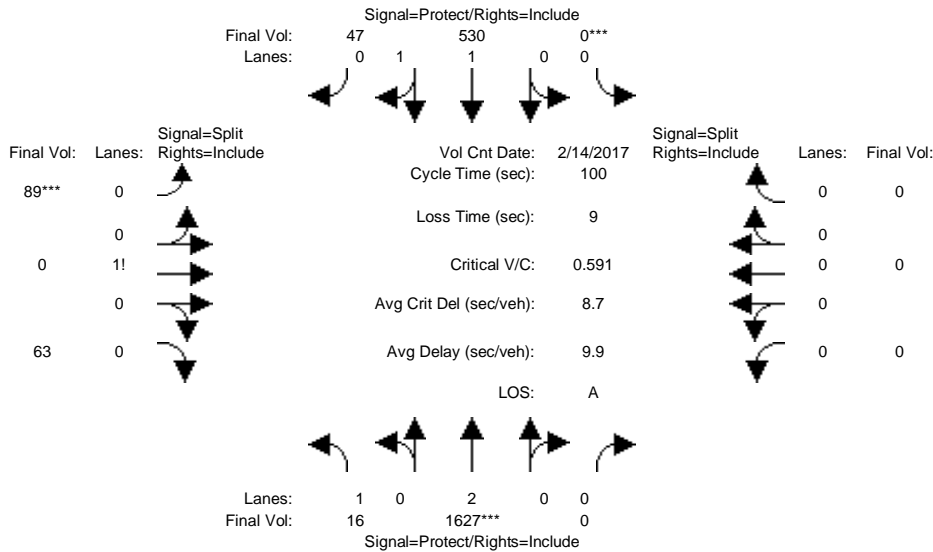 Signal=Protect/Rights=Include
Final Vol: 47 530 0***
Lanes: 0 1 1 0 0
Signal=Split Signal=Split
Final Vol: Lanes: Rights=Include Vol Cnt Date: 2/14/2017 Rights=Include Lanes: Final Vol:
Cycle Time (sec): 100
89*** 0 0 0
Loss Time (sec): 9
0 0
0 1! Critical V/C: 0.591 0 0
0 Avg Crit Del (sec/veh): 8.7 0
63 0 Avg Delay (sec/veh): 9.9 0 0
LOS: A
Lanes: 1 0 2 0 0
Final Vol: 16 1627*** 0
Signal=Protect/Rights=Include